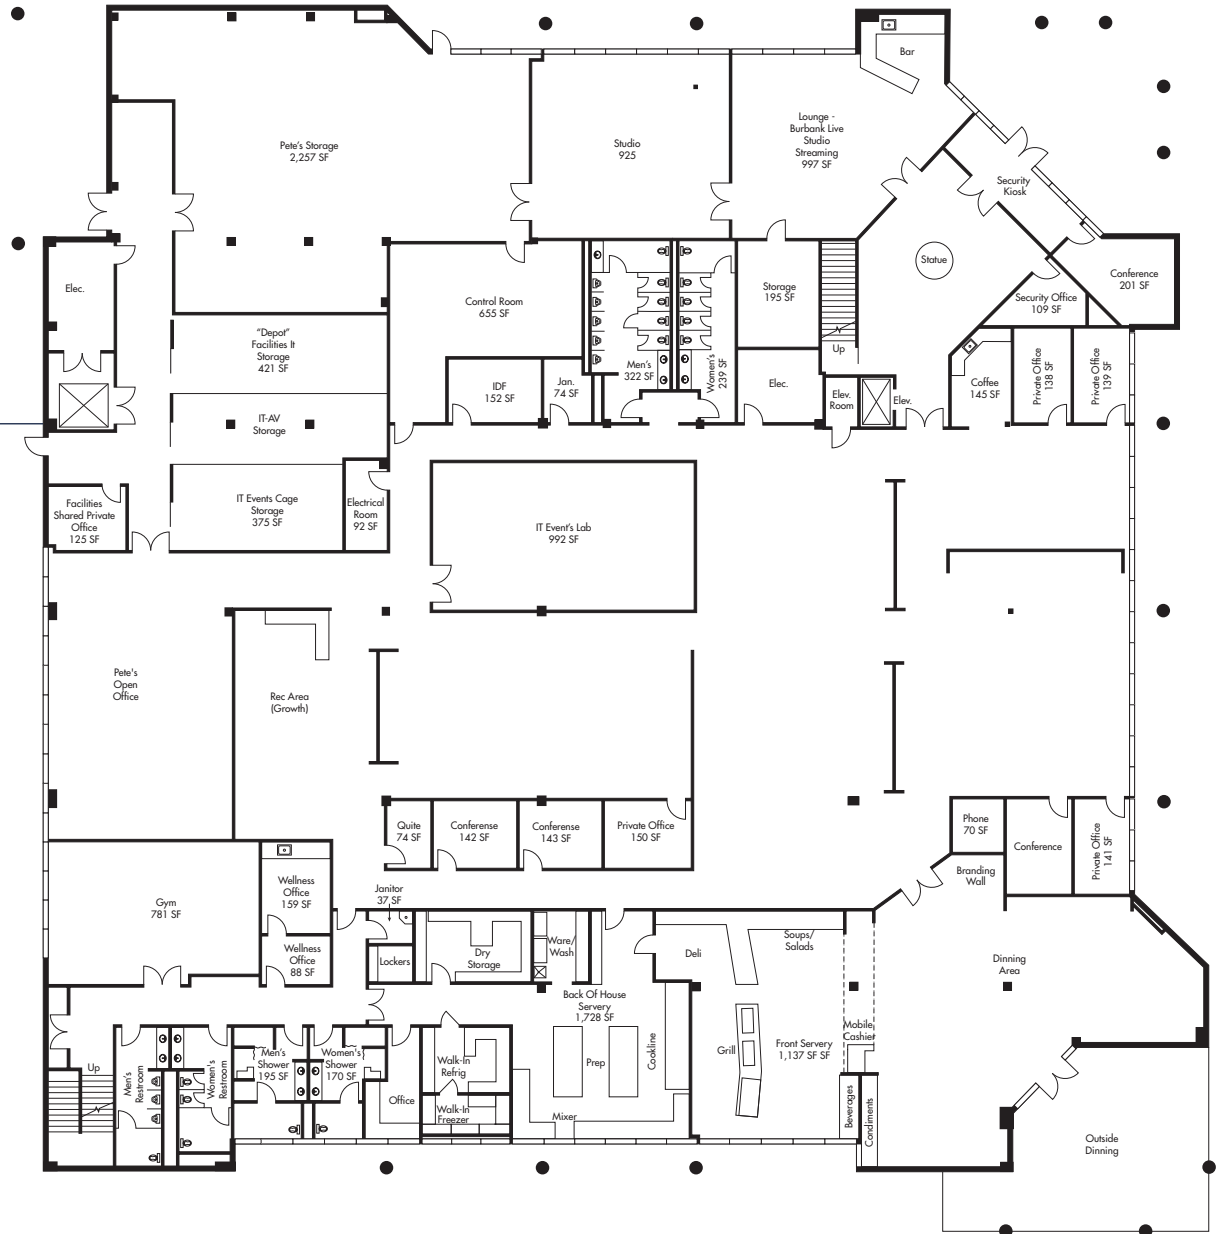 Bar
Pete's Storage
2,257 SF
Studio
925
Lounge -
Burbank Live
Studio
Streaming
997 SF
Security
Kiosk
Elec.
Statue
Conference
201 SF
Control Room
655 SF
Storage
195 SF
Security Office
109 SF
"Depot"
Facilities It
Storage
421 SF
Up
Men's
322 SF
Women's
239 SF
IDF
152 SF
Jan.
74 SF
Elec.
Elev.
Room
Elev.
Coffee
145 SF
Private Office
138 SF
Private Office
139 SF
IT-AV
Storage
Facilities
Shared Private
Office
125 SF
IT Events Cage
Storage
375 SF
Electrical
Room
92 SF
IT Event's Lab
992 SF
Pete's
Open
Office
Rec Area
(Growth)
Quite
74 SF
Conferense
142 SF
Conferense
143 SF
Private Office
150 SF
Phone
70 SF
Conference
Private Office
141 SF
Branding
Wall
Gym
781 SF
Wellness
Office
159 SF
Janitor
37 SF
Wellness
Office
88 SF
Lockers
Dry
Storage
Ware/
Wash
Deli
Soups/
Salads
Dinning
Area
Back Of House
Servery
1,728 SF
Mobile
Cashier
Up
Men's
Restroom
Women's
Restroom
Men's
Shower
195 SF
Women's
Shower
170 SF
Walk-In
Refrig
Prep
Cookline
Grill
Front Servery
1,137 SF SF
Office
Walk-In
Freezer
Mixer
Beverages
Condiments
Outside
Dinning